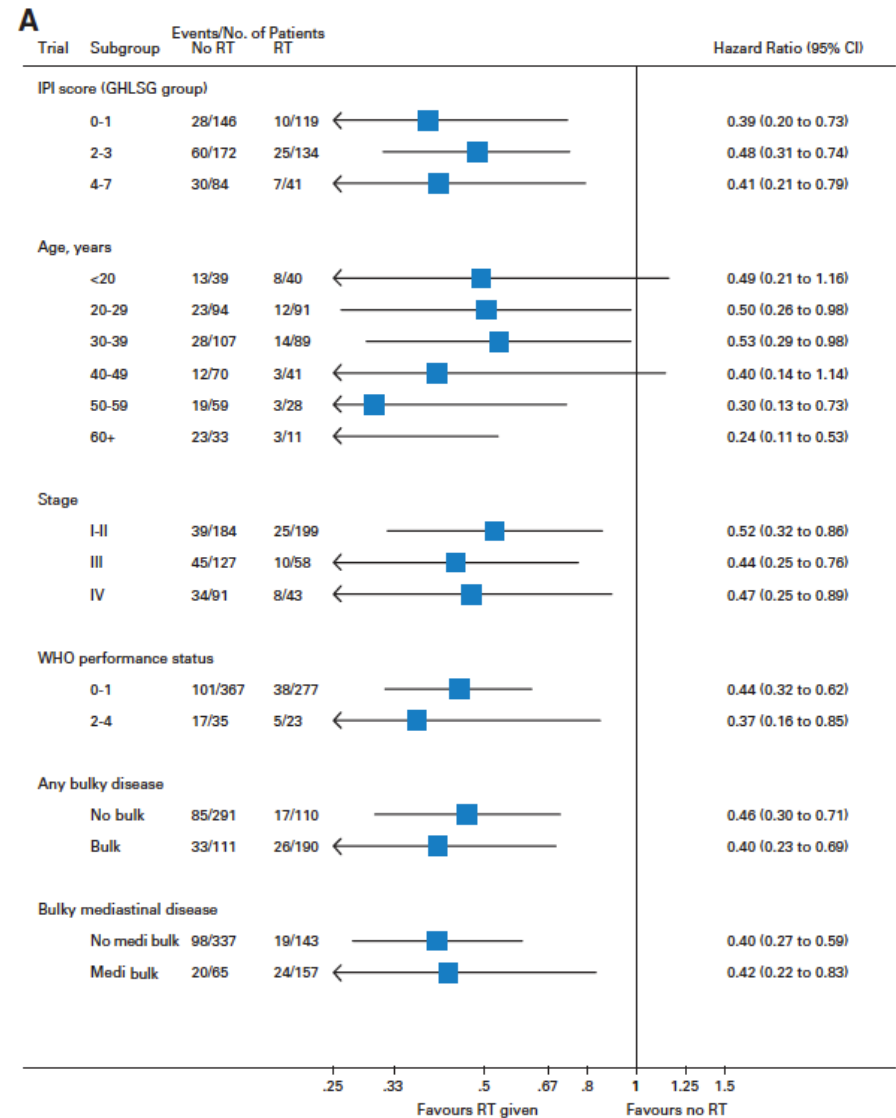 A
Events/No. of Patients
Trial Subgroup No RT RT Hazard Ratio (95% CI)
IPI score (GHLSG group)
0-1 28/146 10/119 0.39 (0.20 to 0.73)
2-3 60/172 25/134 0.48 (0.31 to 0.74)
4-7 30/84 7/41 0.41 (0.21 to 0.79)
Age, years
<20 13/39 8/40 0.49 (0.21 to 1.16)
20-29 23/94 12/91 0.50 (0.26 to 0.98)
30-39 28/107 14/89 0.53 (0.29 to 0.98)
40-49 12/70 3/41 0.40 (0.14 to 1.14)
50-59 19/59 3/28 0.30 (0.13 to 0.73)
60+ 23/33 3/11 0.24 (0.11 to 0.53)
Stage
I-II 39/184 25/199 0.52 (0.32 to 0.86)
III 45/127 10/58 0.44 (0.25 to 0.76)
IV 34/91 8/43 0.47 (0.25 to 0.89)
WHO performance status
0-1 101/367 38/277 0.44 (0.32 to 0.62)
2-4 17/35 5/23 0.37 (0.16 to 0.85)
Any bulky disease
No bulk 85/291 17/110 0.46 (0.30 to 0.71)
Bulk 33/111 26/190 0.40 (0.23 to 0.69)
Bulky mediastinal disease
No medi bulk 98/337 19/143 0.40 (0.27 to 0.59)
Medi bulk 20/65 24/157 0.42 (0.22 to 0.83)
.25 .33 .5 .67 .8 1 1.25 1.5
Favours RT given Favours no RT